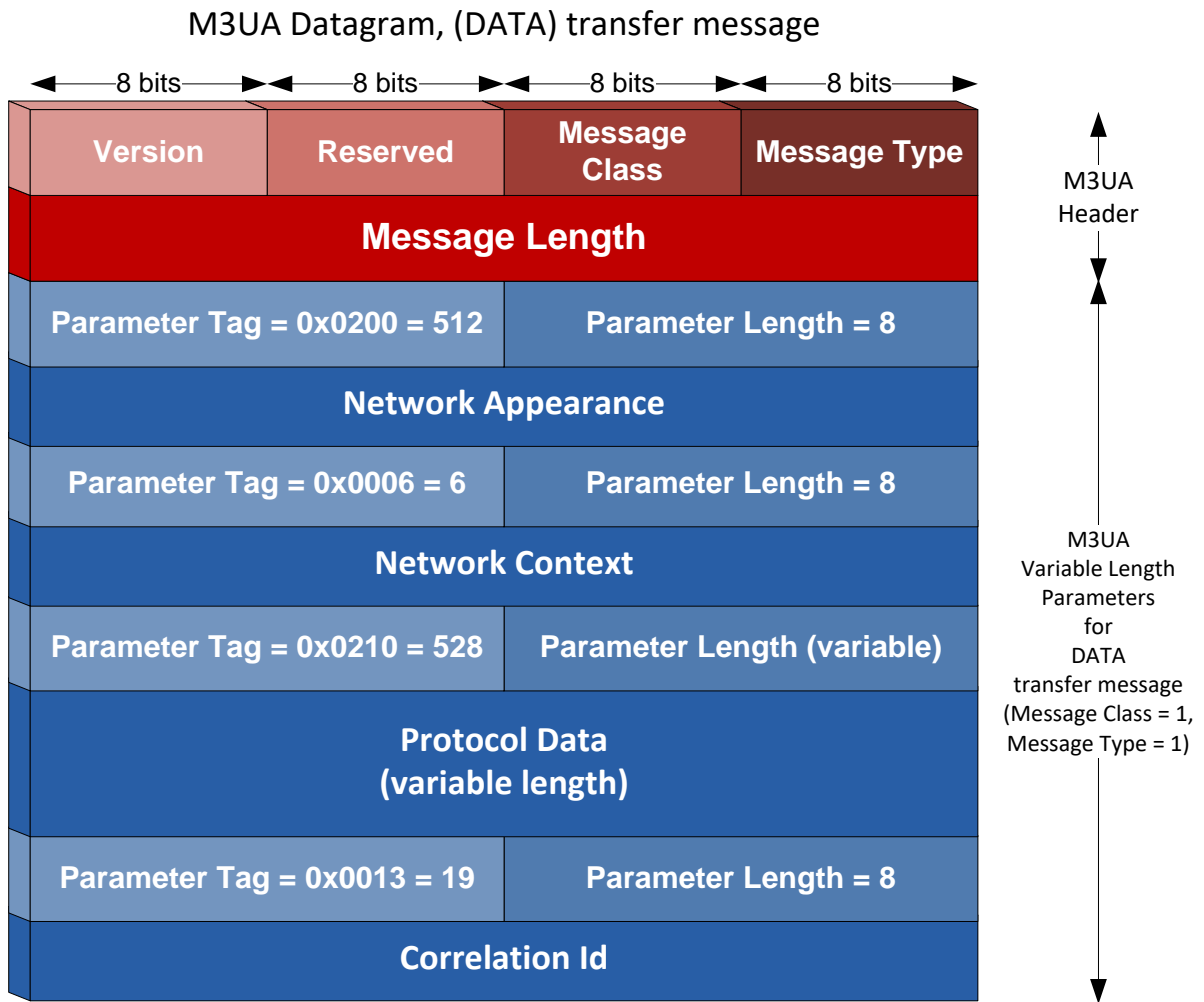 M3UA Datagram, (DATA) transfer message
8 bits 8 bits 8 bits 8 bits
Version Reserved Message Class Message Type
M3UA
Header
Message Length
Parameter Tag = 0x0200 = 512 Parameter Length = 8
Network Appearance
Parameter Tag = 0x0006 = 6 Parameter Length = 8
Network Context
Parameter Tag = 0x0210 = 528 Parameter Length (variable)
Protocol Data
(variable length)
Parameter Tag = 0x0013 = 19 Parameter Length = 8
Correlation Id
M3UA
Variable Length
Parameters
for
DATA
transfer message
(Message Class = 1,
Message Type = 1)